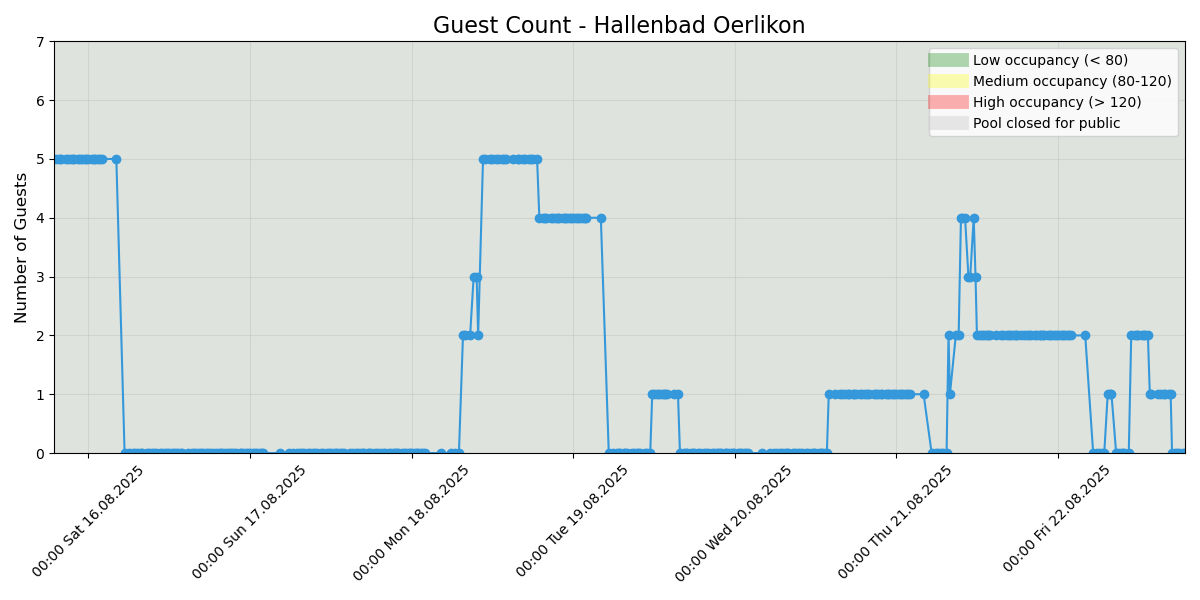 Guest Count - Hallenbad Oerlikon
7
6
5
4
3
2
1
0
Number of Guests
Low occupancy (< 80)
Medium occupancy (80-120)
High occupancy (> 120)
Pool closed for public
00:00 Sat 16.08.2025
00:00 Sun 17.08.2025
00:00 Mon 18.08.2025
00:00 Tue 19.08.2025
00:00 Wed 20.08.2025
00:00 Thu 21.08.2025
00:00 Fri 22.08.2025